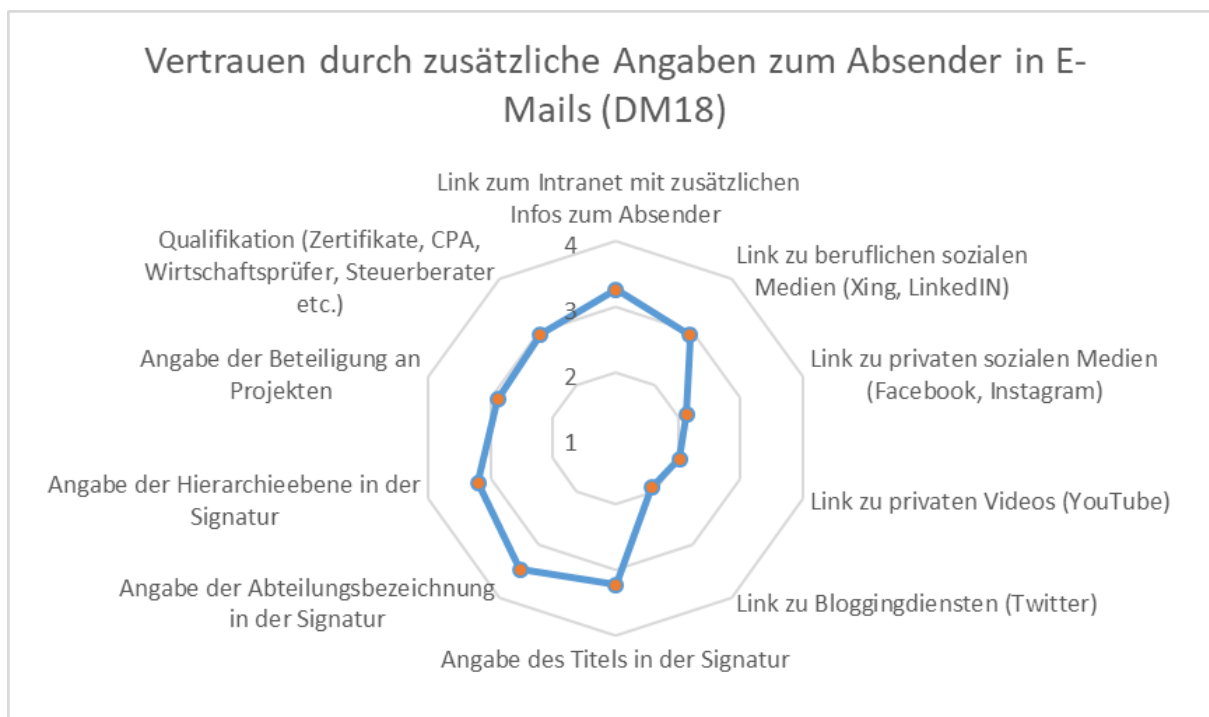 Vertrauen durch zusätzliche Angaben zum Absender in E-
Mails (DM18)
Link zum Intranet mit zusätzlichen
Infos zum Absender
Link zu beruflichen sozialen
Medien (Xing, LinkedIN)
Link zu privaten sozialen Medien
(Facebook, Instagram)
Link zu privaten Videos (YouTube)
Link zu Bloggingdiensten (Twitter)
Angabe des Titels in der Signatur
Angabe der Abteilungsbezeichnung
in der Signatur
Angabe der Hierarchieebene in der
Signatur
Angabe der Beteiligung an
Projekten
Qualifikation (Zertifikate, CPA,
Wirtschaftsprüfer, Steuerberater
etc.)
4
3
2
1